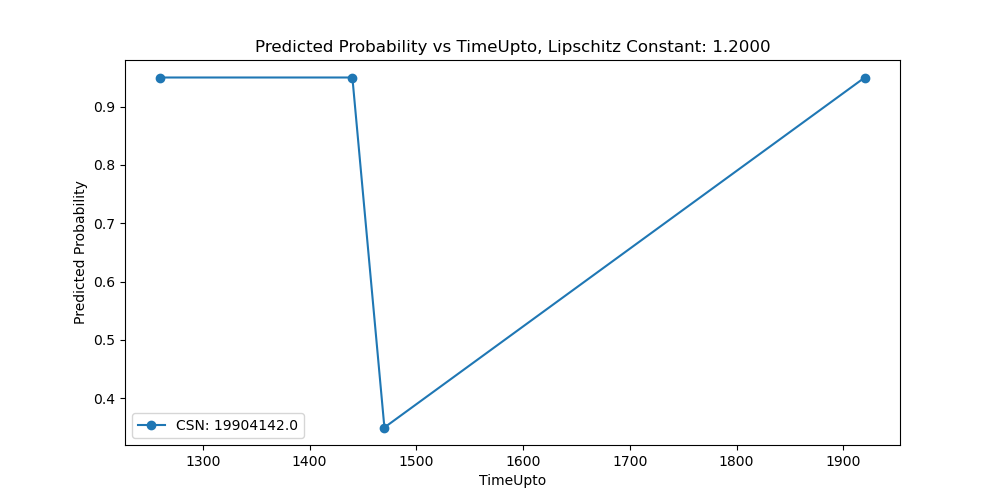 Predicted Probability vs TimeUpto, Lipschitz Constant: 1.2000
Predicted Probability
0.9
0.8
0.7
0.6
0.5
0.4
CSN: 19904142.0
1300 1400 1500 1600 1700 1800 1900
TimeUpto